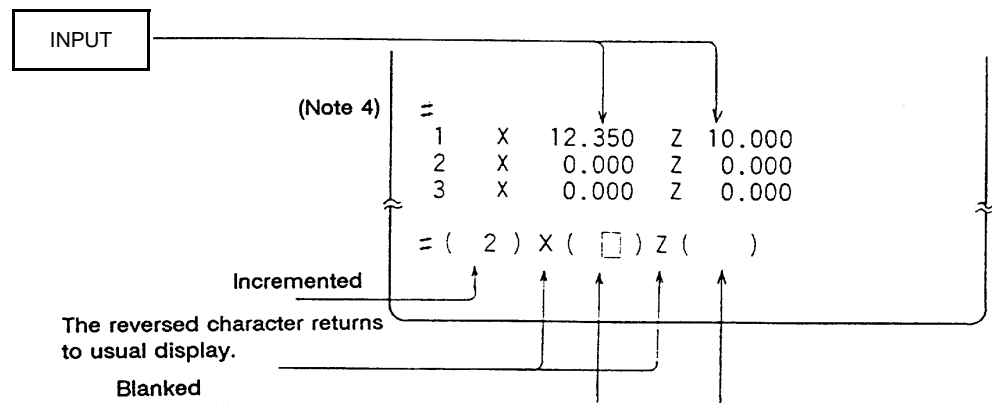 INPUT
(Note 4)
#
1 X 12.350 Z 10.000
2 X 0.000 Z 0.000
3 X 0.000 Z 0.000
#( 2 ) X( ) Z( )
Incremented
The reversed character returns
to usual display.
Blanked